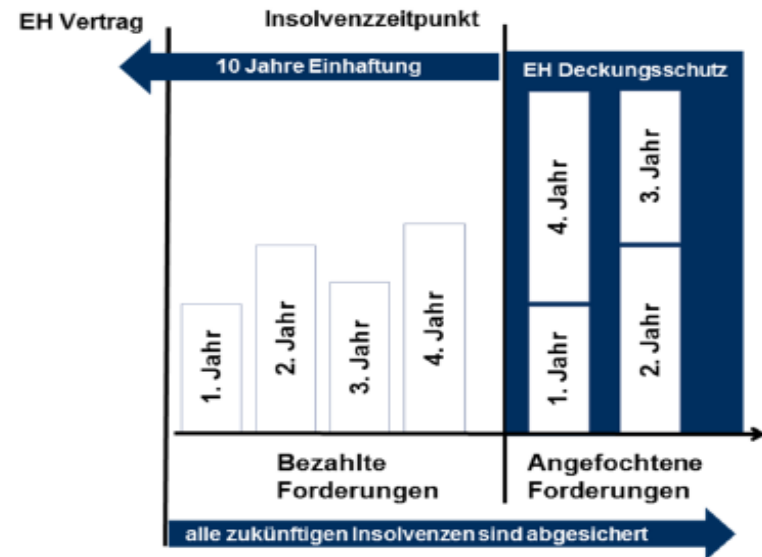 EH Vertrag
Insolvenzzeitpunkt
10 Jahre Einhaftung
EH Deckungsschutz
1. Jahr
2. Jahr
3. Jahr
4. Jahr
4. Jahr
1. Jahr
3. Jahr
2. Jahr
Bezahlte
Forderungen
Angefochtene
Forderungen
alle zukünftigen Insolvenzen sind abgesichert